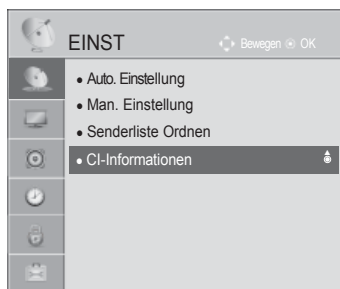 EINST
Bewegen OK
• Auto. Einstellung
• Man. Einstellung
• Senderliste Ordnen
• CI-Informationen